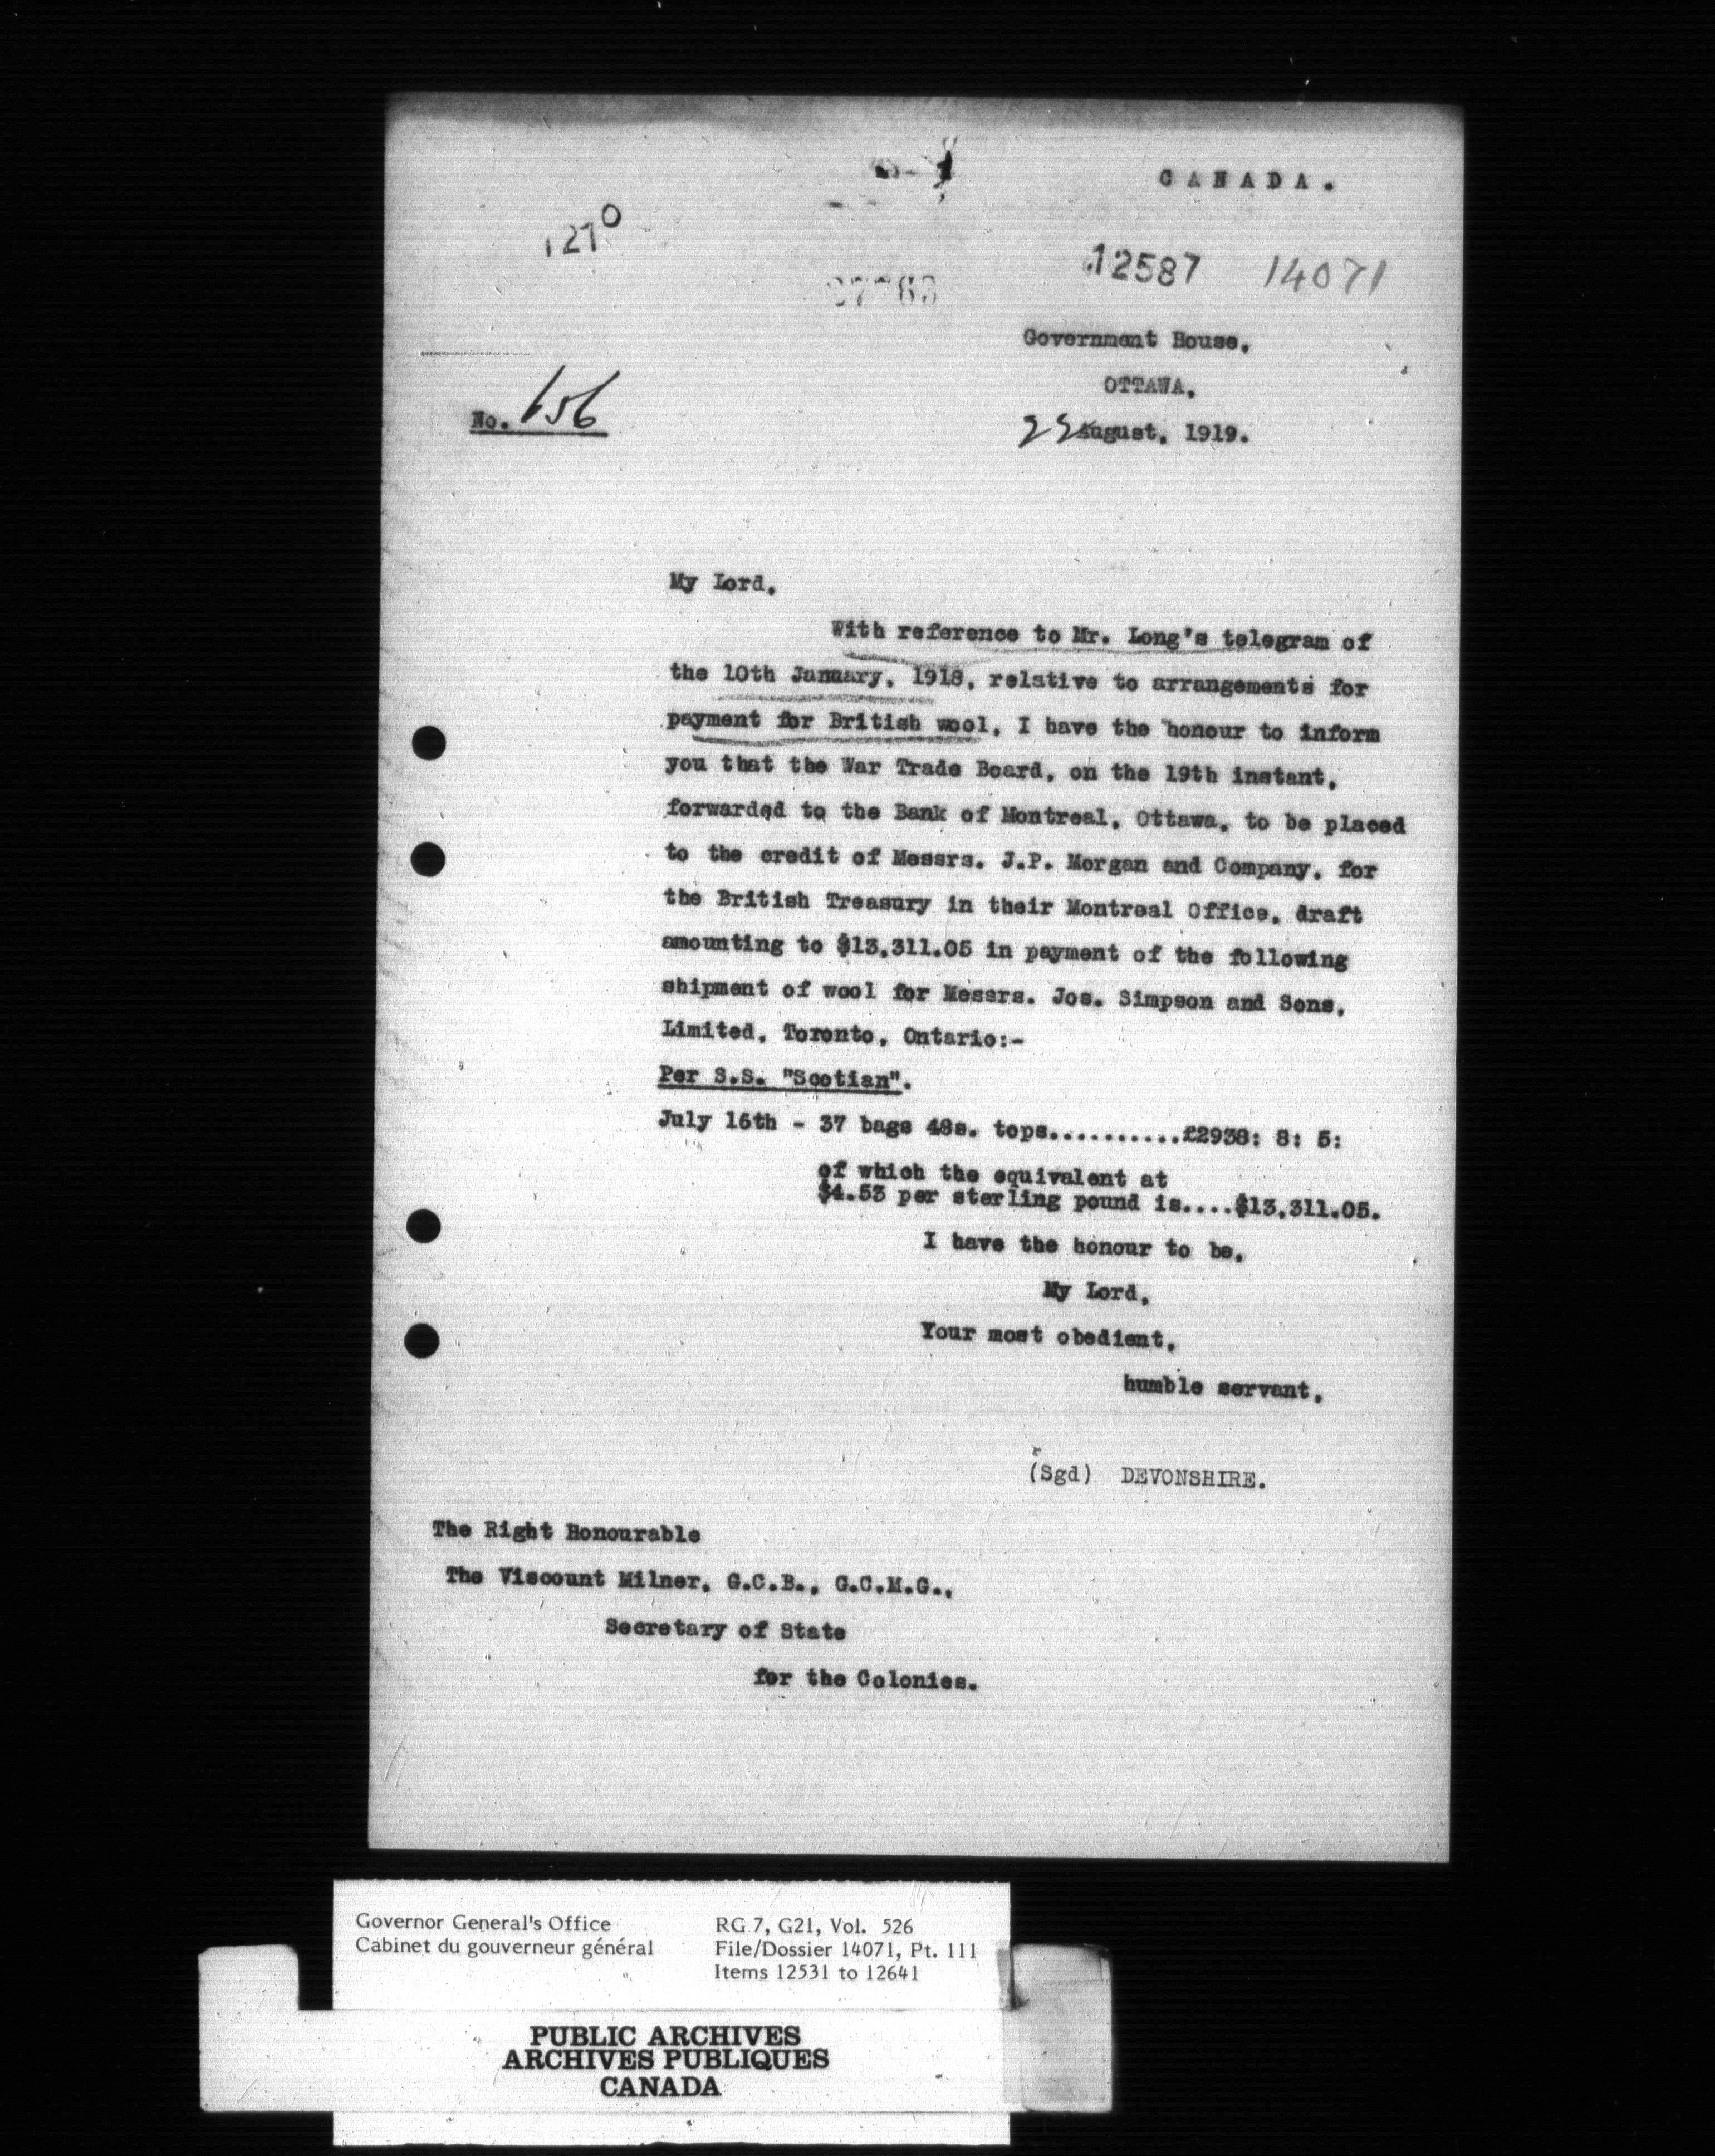 CANADA.
1270
12587 14071
Government House,
OTTAWA,
No. 656
22 August, 1919.
My Lord,
With reference to Mr. Long's telegram of
the 10th January, 1918, relative to arrangements for
payment for British wool, I have the honour to inform
you that the War Trade Board, on the 19th instant,
forwarded to the Bank of Montreal, Ottawa, to be placed
to the credit of Messrs. J.P. Morgan and Company, for
the British Treasury in their Montreal Office, draft
amounting to $13,311.05 in payment of the following
shipment of wool for Messrs. Jos. Simpson and Sons,
Limited, Toronto, Ontario:-
Per S.S. "Scotian".
July 16th - 37 bags 48s. tops...........£2938: 8: 5:
of which the equivalent at
$4.53 per sterling pound is....$13,311.05.
I have the honour to be,
My Lord,
Your most obedient,
humble servant,
(Sgd) DEVONSHIRE.
The Right Honourable
The Viscount Milner, G.C.B., G.C.M.G.,
Secretary of State
for the Colonies.
Governor General's Office
Cabinet du gouverneur général
RG 7, G21, Vol. 526
File/Dossier 14071, Pt. 111
Items 12531 to 12641
PUBLIC ARCHIVES
ARCHIVES PUBLIQUES
CANADA